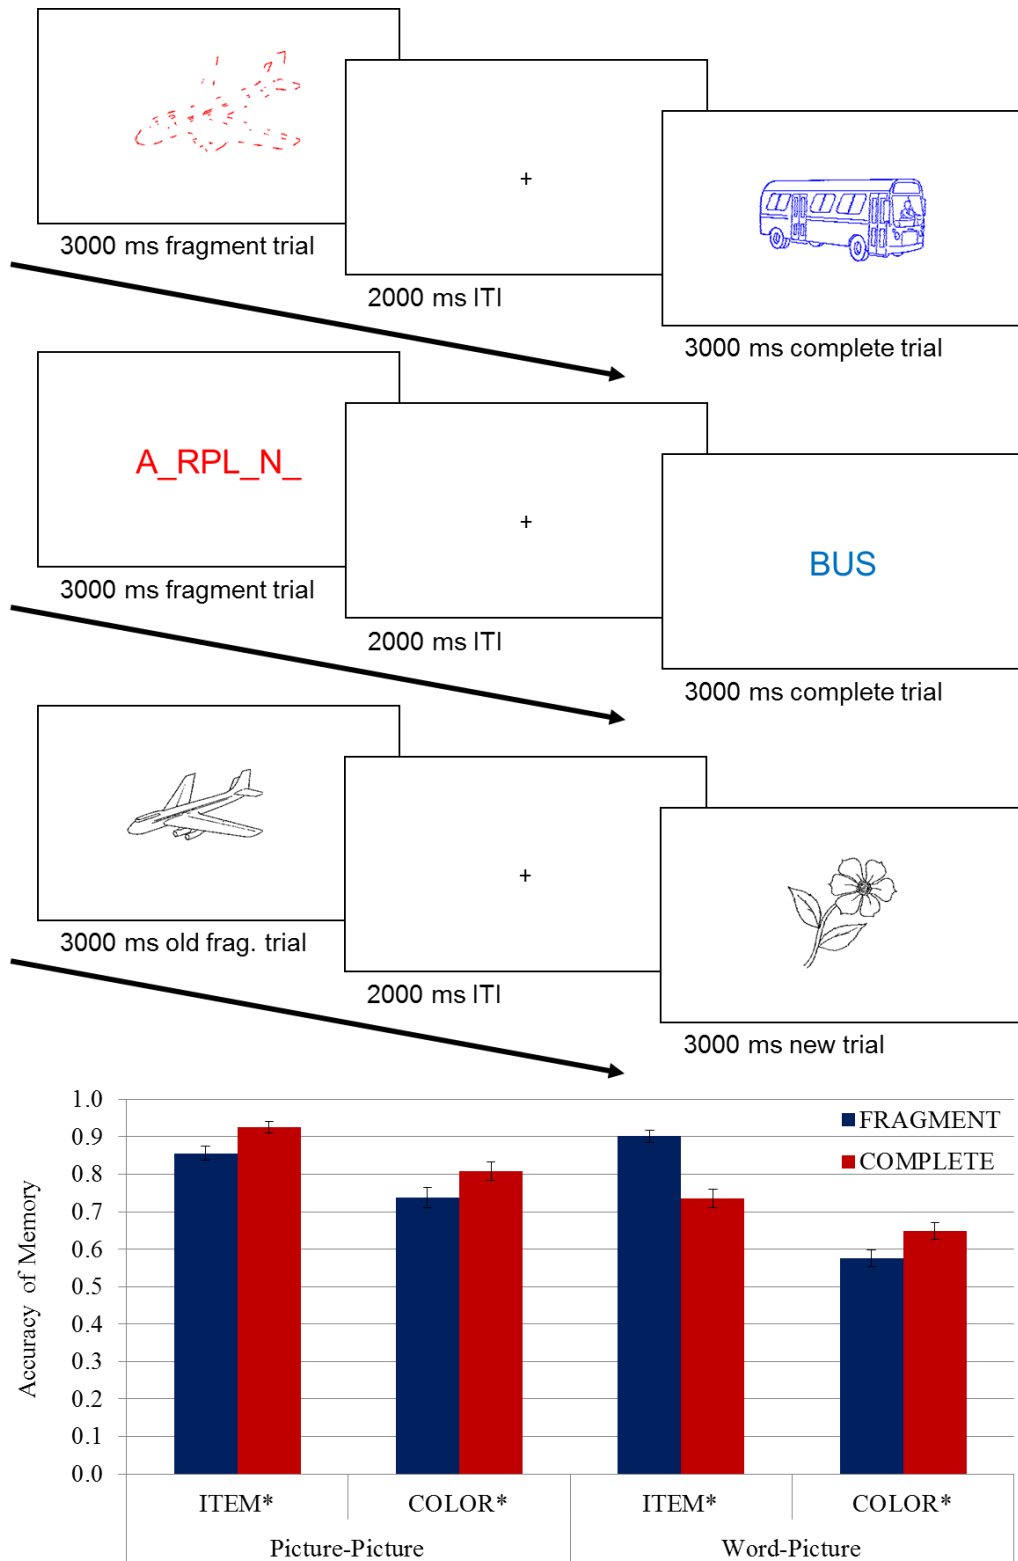 +
3000 ms fragment trial
2000 ms ITI
3000 ms complete trial
A_RPL_N_
+
BUS
3000 ms fragment trial
2000 ms ITI
3000 ms complete trial
+
3000 ms old frag. trial
2000 ms ITI
3000 ms new trial
Accuracy of Memory
1.0
0.9
0.8
0.7
0.6
0.5
0.4
0.3
0.2
0.1
0.0
FRAGMENT
COMPLETE
ITEM* COLOR* ITEM* COLOR*
Picture-Picture Word-Picture